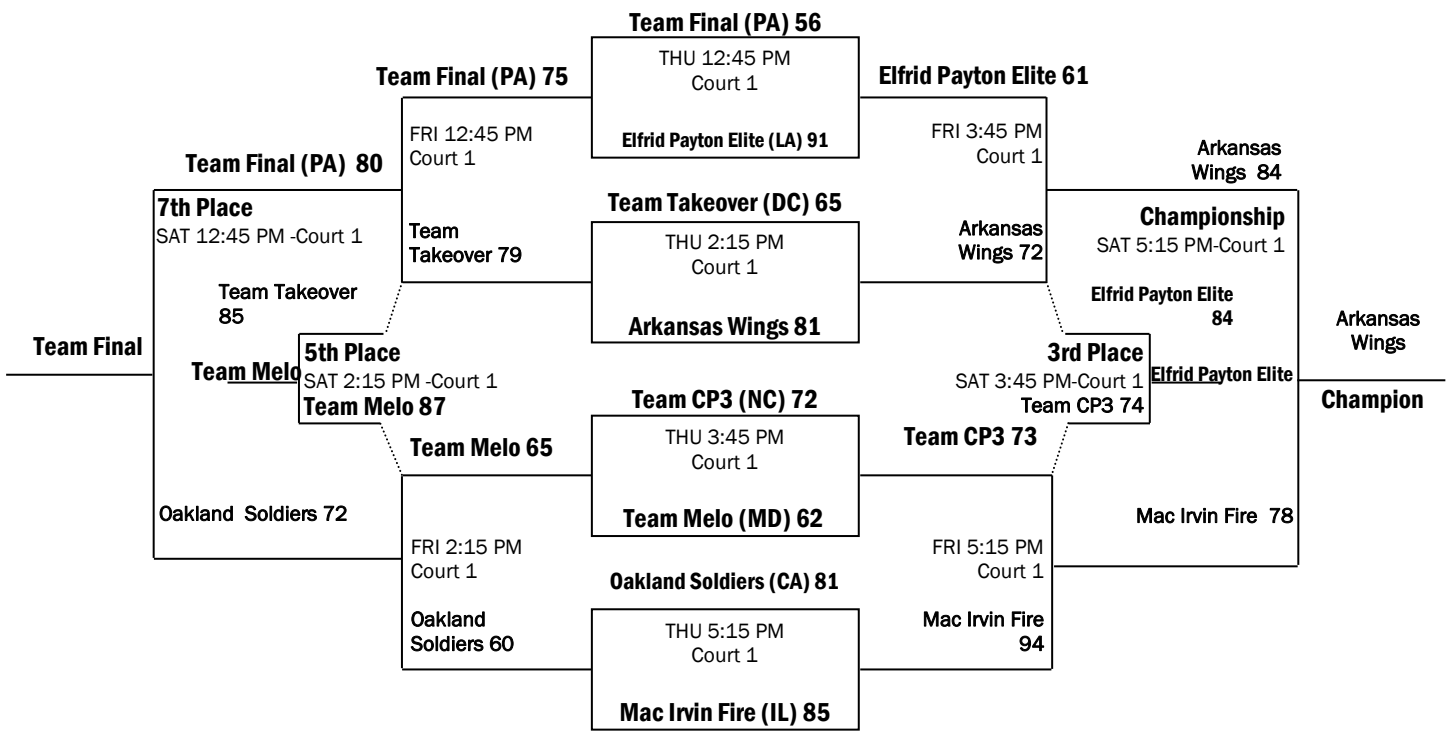 Team Final (PA) 56
THU 12:45 PM
Court 1
Elfrid Payton Elite (LA) 91
Team Takeover (DC) 65
THU 2:15 PM
Court 1
Arkansas Wings 81
Team CP3 (NC) 72
THU 3:45 PM
Court 1
Team Melo (MD) 62
Oakland Soldiers (CA) 81
THU 5:15 PM
Court 1
Mac Irvin Fire (IL) 85
Team Final (PA) 75
FRI 12:45 PM
Court 1
Team
Takeover 79
Team Melo 65
FRI 2:15 PM
Court 1
Oakland
Soldiers 60
Team Final (PA) 80
7th Place
SAT 12:45 PM -Court 1
Oakland Soldiers 72
Team Final
Team Takeover
85
5th Place
SAT 2:15 PM -Court 1
Team Melo 87
Team Melo
Elfrid Payton Elite 61
FRI 3:45 PM
Court 1
Arkansas
Wings 72
Team CP3 73
FRI 5:15 PM
Court 1
Mac Irvin Fire
94
Elfrid Payton Elite
84
3rd Place
SAT 3:45 PM-Court 1
Team CP3 74
Elfrid Payton Elite
Arkansas
Wings 84
Championship
SAT 5:15 PM-Court 1
Mac Irvin Fire 78
Arkansas
Wings
Champion